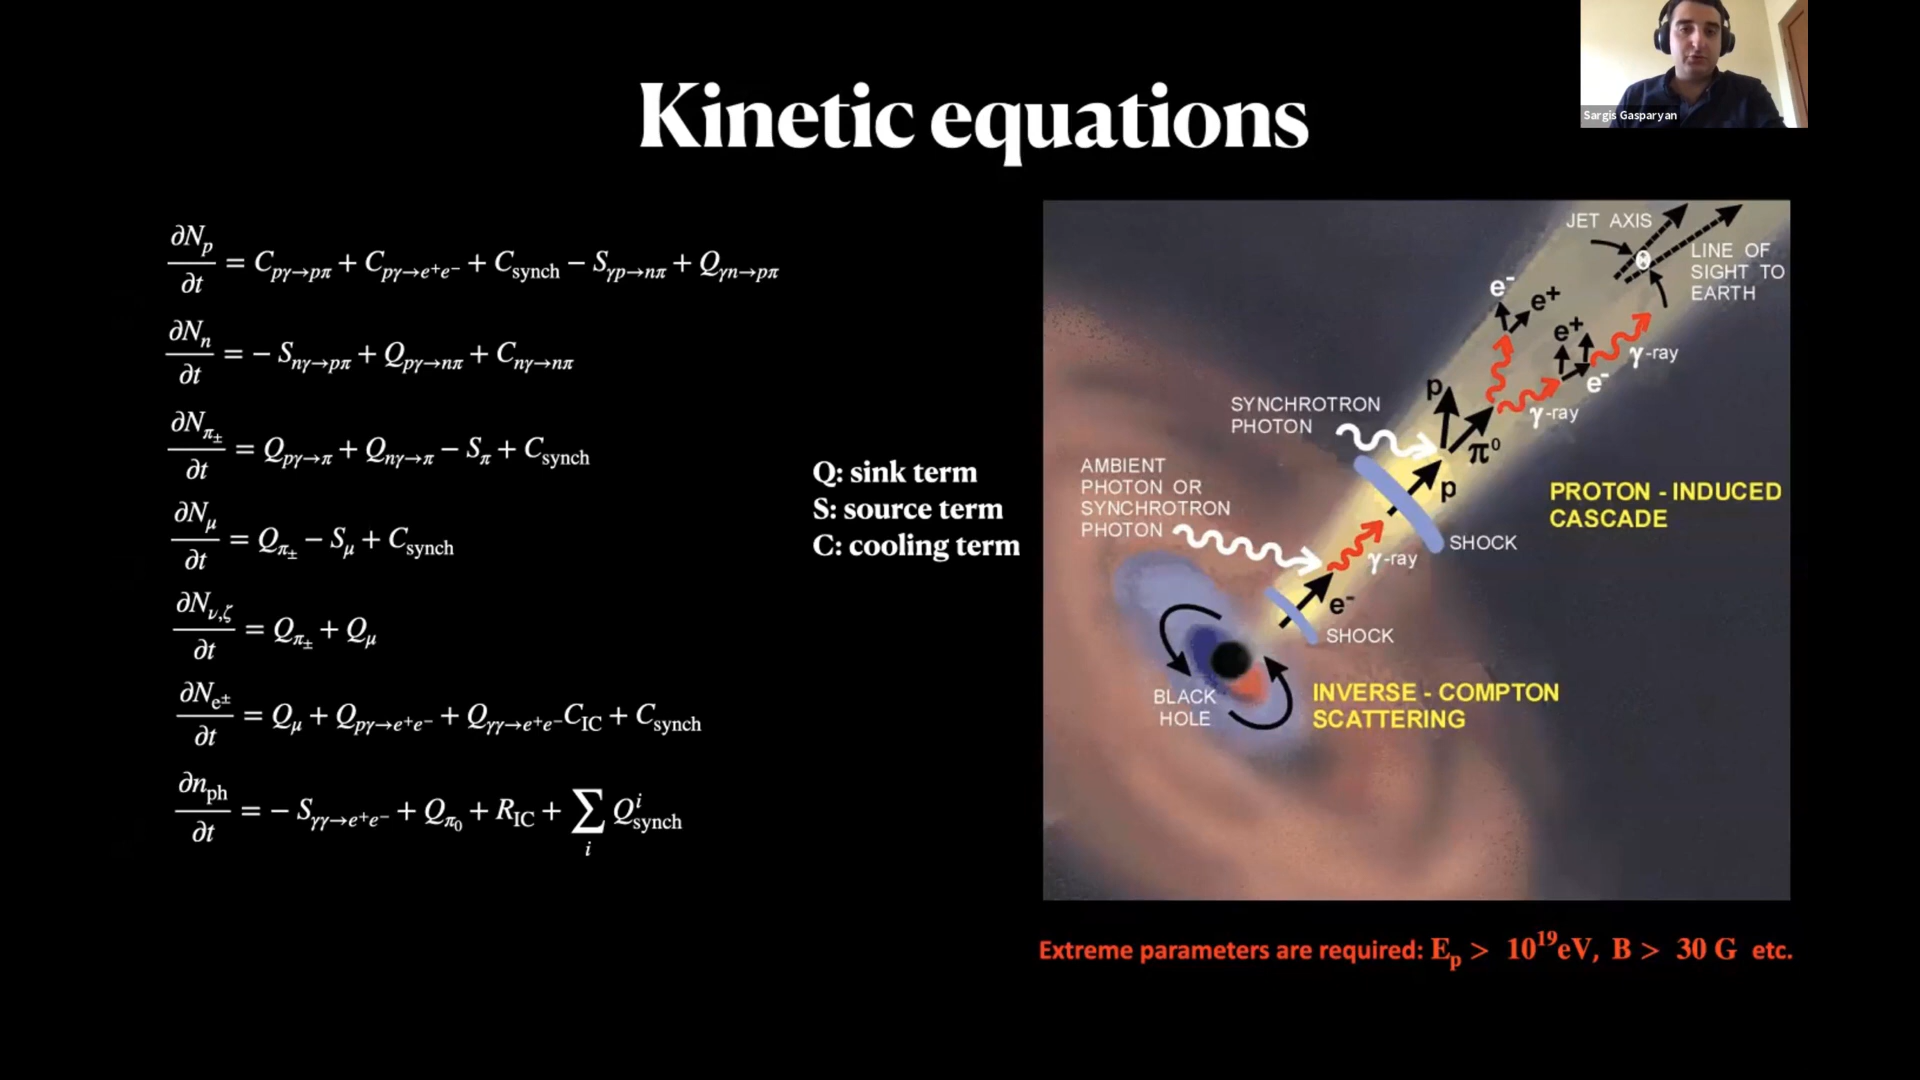 Sargis Gasparyan
Kinetic equations
∂N_p/∂t = C_{pγ→pπ} + C_{pγ→e⁺e⁻} + C_synch − S_{γp→nπ} + Q_{γn→pπ}
∂N_n/∂t = − S_{nγ→pπ} + Q_{pγ→nπ} + C_{nγ→nπ}
∂N_{π±}/∂t = Q_{pγ→π} + Q_{nγ→π} − S_π + C_synch
∂N_μ/∂t = Q_{π±} − S_μ + C_synch
∂N_{ν,ζ}/∂t = Q_{π±} + Q_μ
∂N_{e±}/∂t = Q_μ + Q_{pγ→e⁺e⁻} + Q_{γγ→e⁺e⁻}C_IC + C_synch
∂n_ph/∂t = − S_{γγ→e⁺e⁻} + Q_{π₀} + R_IC + ∑_i Q^i_synch
Q: sink term
S: source term
C: cooling term
JET AXIS
Θ
LINE OF
SIGHT TO
EARTH
e⁻
e+
e+
e⁻
γ-ray
γ-ray
p
π⁰
p
SYNCHROTRON
PHOTON
AMBIENT
PHOTON OR
SYNCHROTRON
PHOTON
PROTON - INDUCED
CASCADE
SHOCK
γ-ray
e⁻
SHOCK
BLACK
HOLE
INVERSE - COMPTON
SCATTERING
Extreme parameters are required: E_p > 10¹⁹eV, B > 30 G etc.